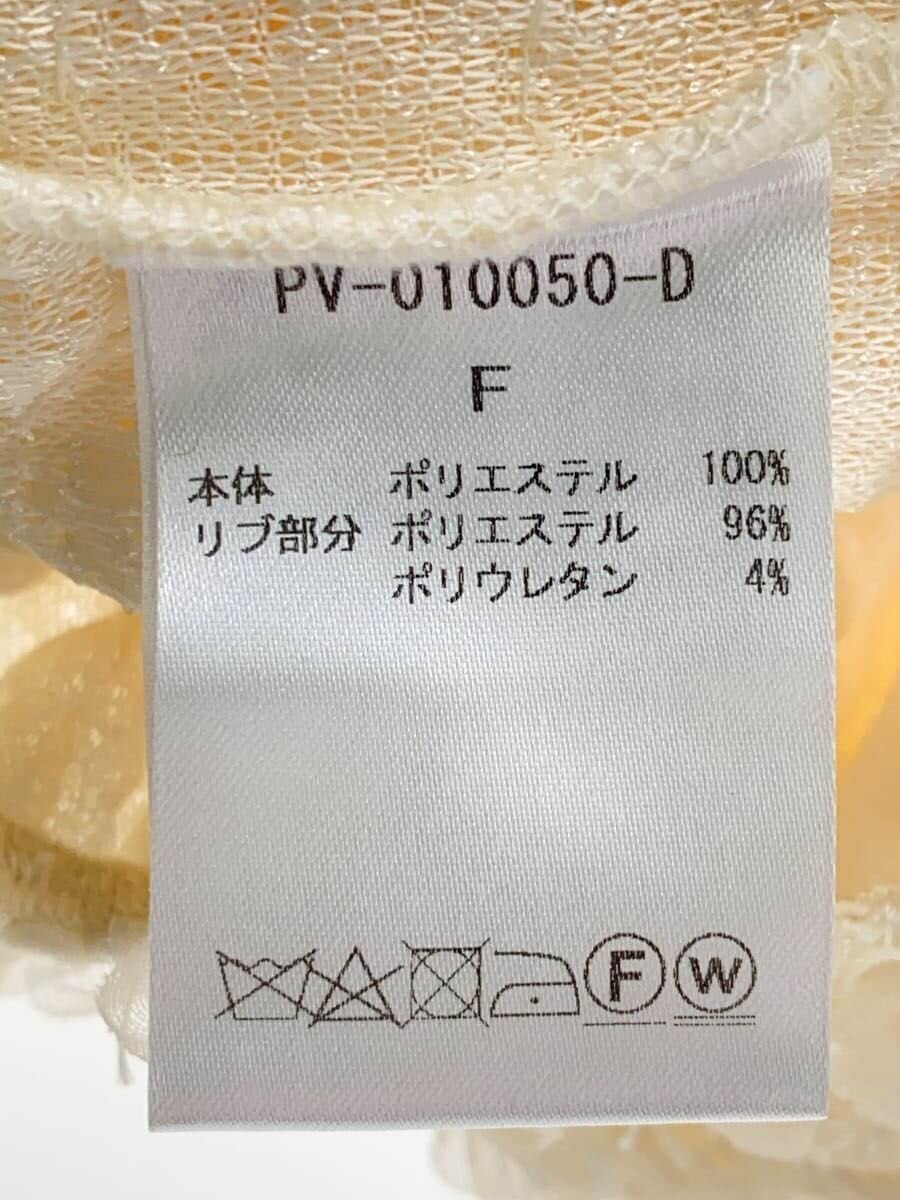 PV-010050-D
F
本体 ポリエステル 100%
リブ部分 ポリエステル 96%
ポリウレタン 4%
F W